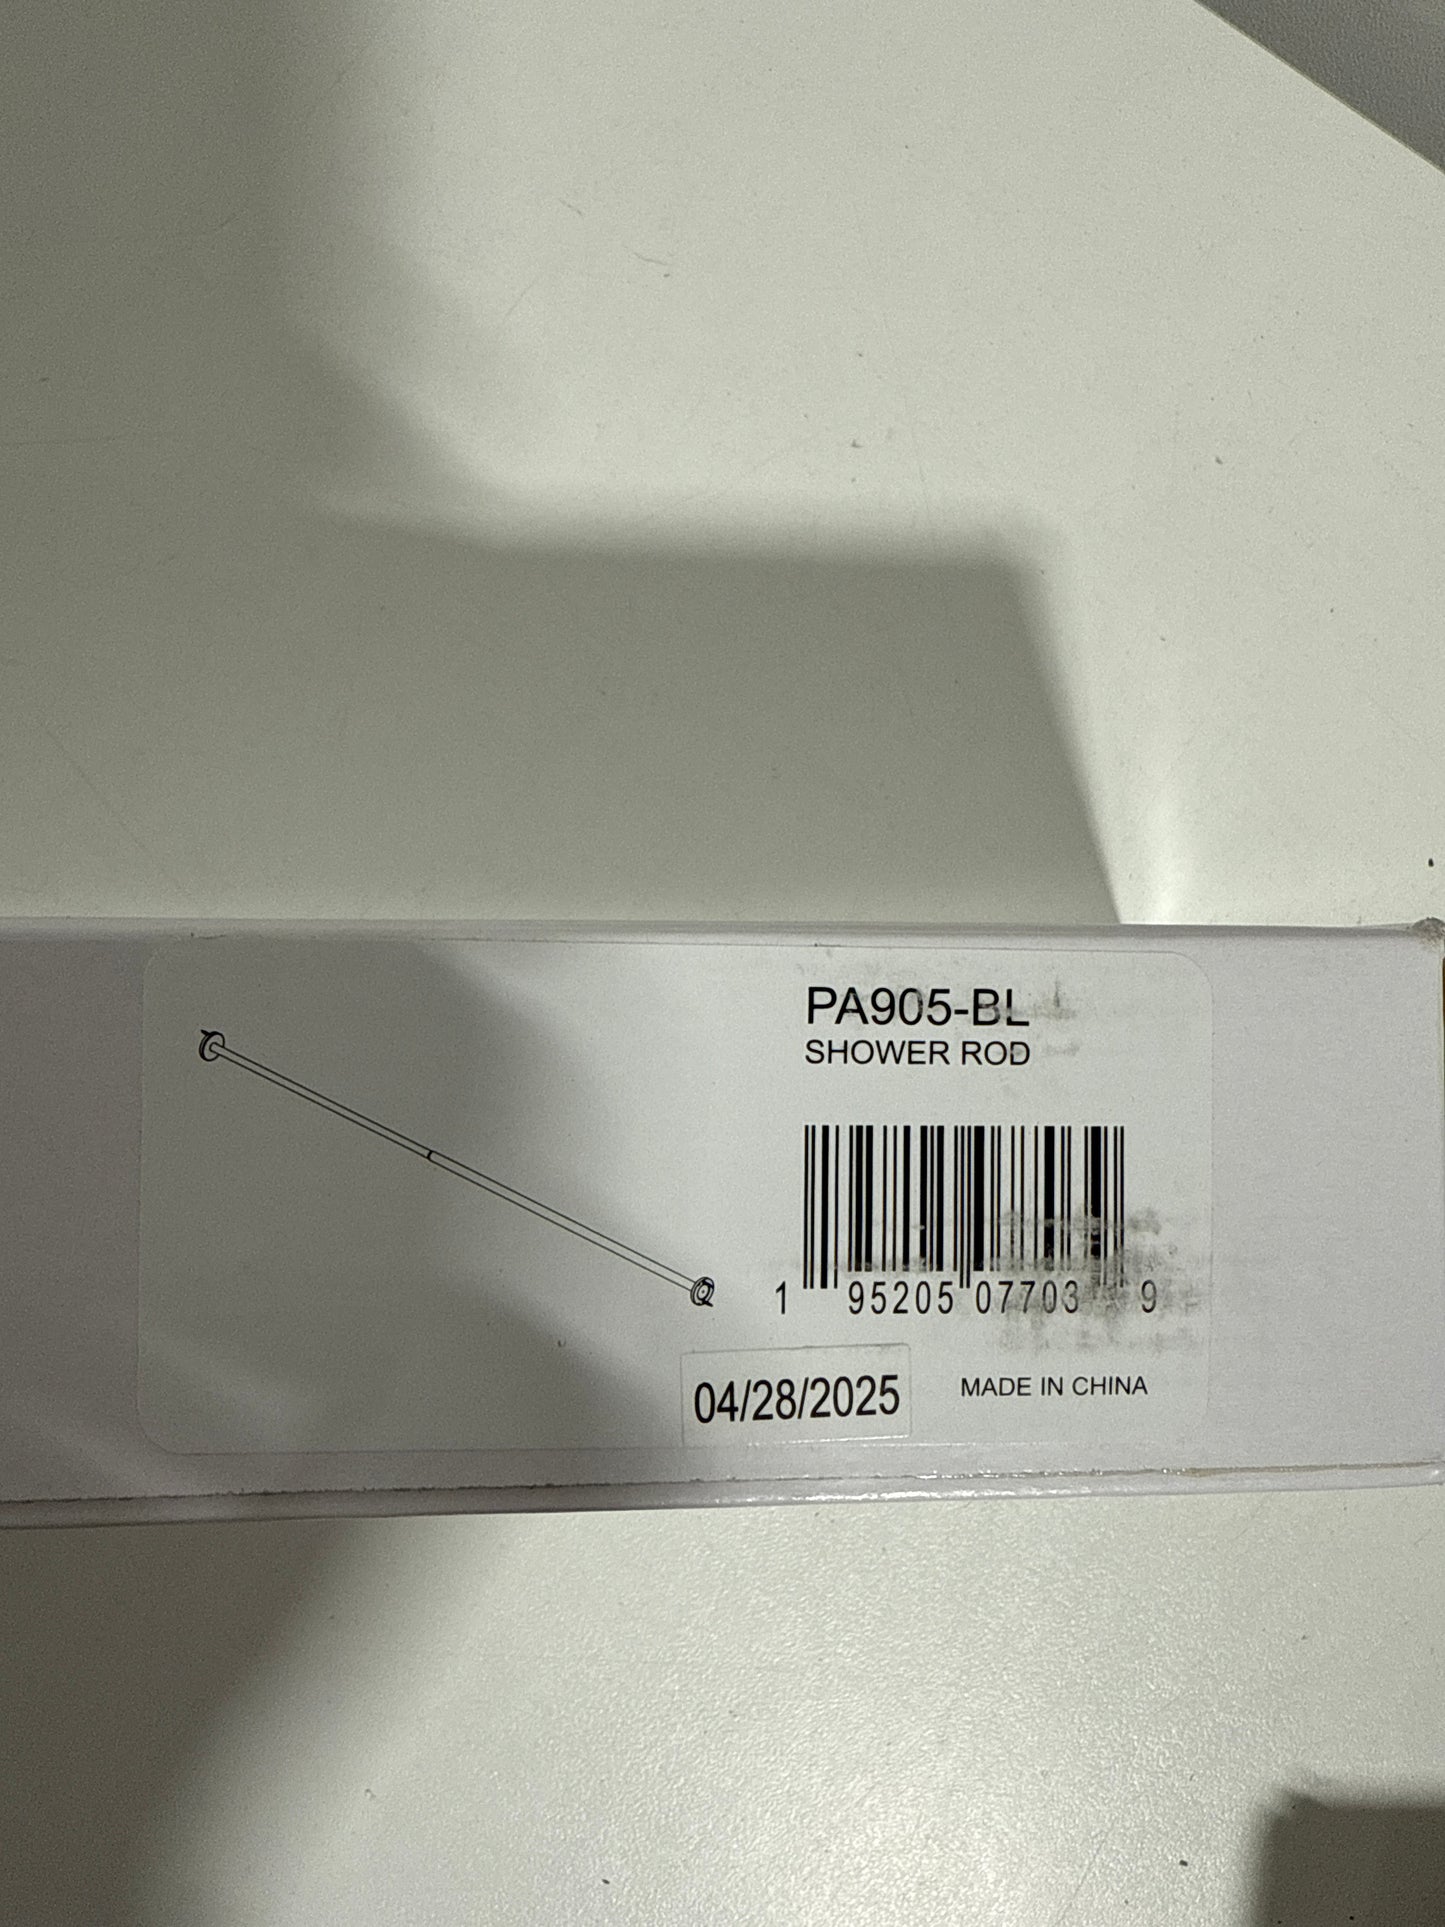 PA905-BL
SHOWER ROD
1 95205 07703 9
04/28/2025
MADE IN CHINA